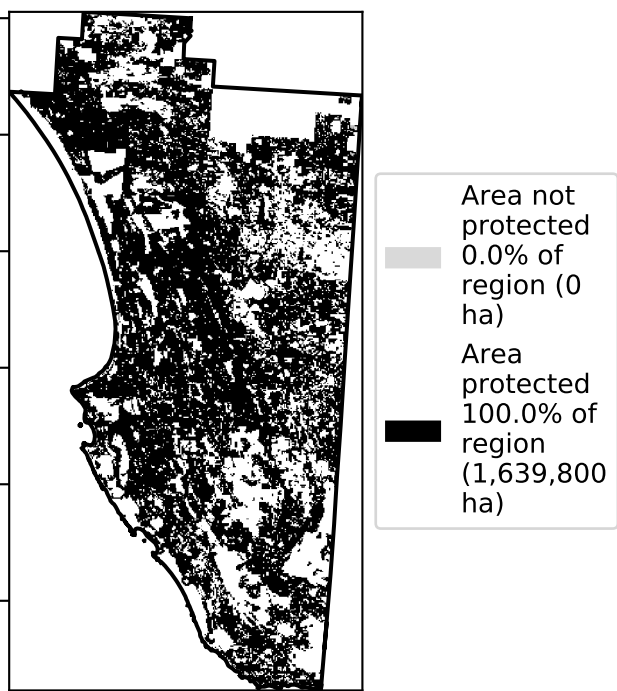 Area not
protected
0.0% of
region (0
ha)
Area
protected
100.0% of
region
(1,639,800
ha)